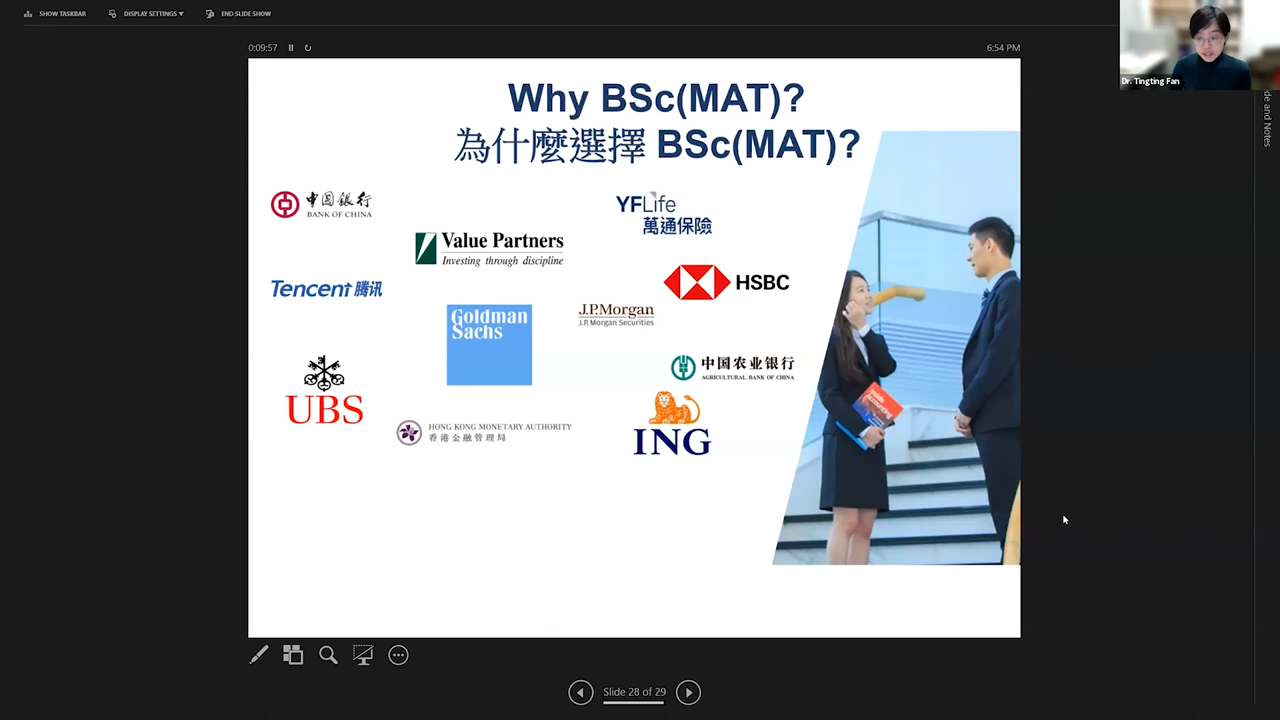 SHOW TASKBAR
DISPLAY SETTINGS ▾
END SLIDE SHOW
Dr. Tingting Fan
0:09:57
6:54 PM
de and Notes
Why BSc(MAT)?
為什麼選擇 BSc(MAT)?
中国银行
BANK OF CHINA
YFLife
萬通保險
Value Partners
Investing through discipline
Tencent 腾讯
HSBC
Goldman
Sachs
J.P.Morgan
J.P. Morgan Securities
中国农业银行
AGRICULTURAL BANK OF CHINA
UBS
HONG KONG MONETARY AUTHORITY
香港金融管理局
ING
Inside
Accounting
Slide 28 of 29